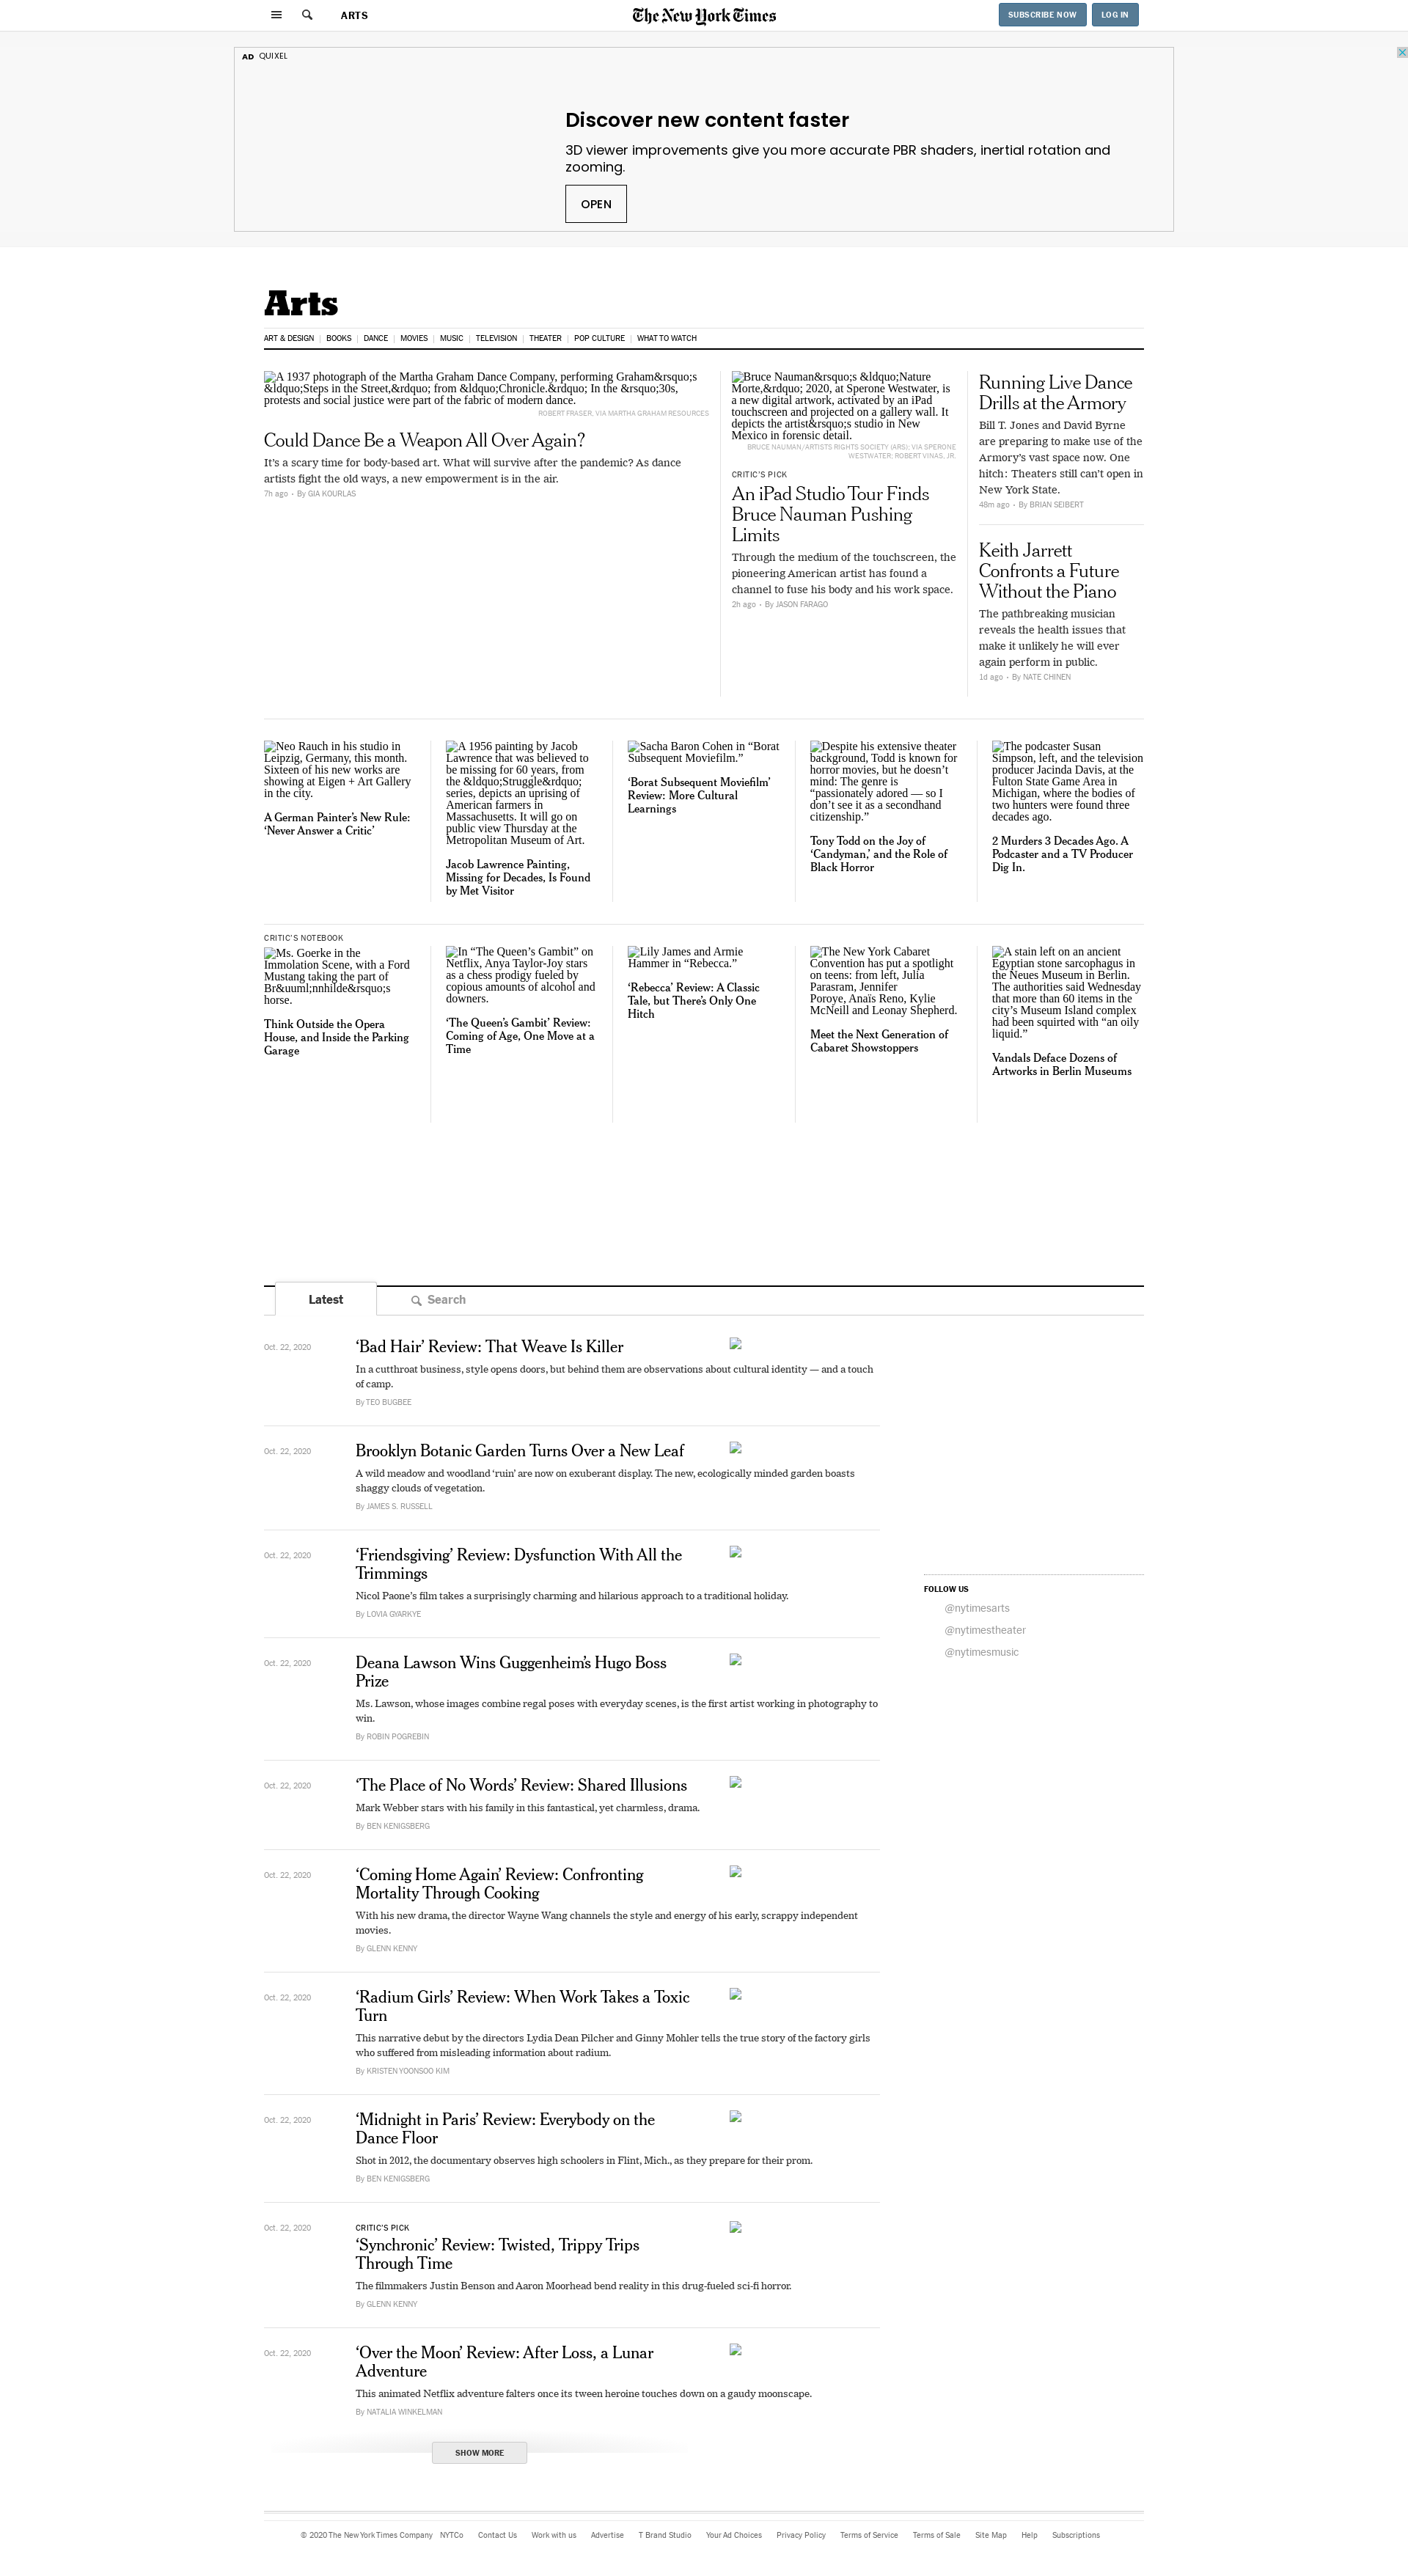 ARTS
The New York Times
SUBSCRIBE NOW
LOG IN
AD QUIXEL
Discover new content faster
3D viewer improvements give you more accurate PBR shaders, inertial rotation and
zooming.
OPEN
Arts
ART & DESIGN | BOOKS | DANCE | MOVIES | MUSIC | TELEVISION | THEATER | POP CULTURE | WHAT TO WATCH
A 1937 photograph of the Martha Graham Dance Company, performing Graham&rsquo;s
&ldquo;Steps in the Street,&rdquo; from &ldquo;Chronicle.&rdquo; In the &rsquo;30s,
protests and social justice were part of the fabric of modern dance.
ROBERT FRASER, VIA MARTHA GRAHAM RESOURCES
Could Dance Be a Weapon All Over Again?
It's a scary time for body-based art. What will survive after the pandemic? As dance
artists fight the old ways, a new empowerment is in the air.
7h ago • By GIA KOURLAS
Bruce Nauman&rsquo;s &ldquo;Nature
Morte,&rdquo; 2020, at Sperone Westwater, is
a new digital artwork, activated by an iPad
touchscreen and projected on a gallery wall. It
depicts the artist&rsquo;s studio in New
Mexico in forensic detail.
BRUCE NAUMAN/ARTISTS RIGHTS SOCIETY (ARS); VIA SPERONE
WESTWATER; ROBERT VINAS, JR.
CRITIC'S PICK
An iPad Studio Tour Finds
Bruce Nauman Pushing
Limits
Through the medium of the touchscreen, the
pioneering American artist has found a
channel to fuse his body and his work space.
2h ago • By JASON FARAGO
Running Live Dance
Drills at the Armory
Bill T. Jones and David Byrne
are preparing to make use of the
Armory's vast space now. One
hitch: Theaters still can't open in
New York State.
48m ago • By BRIAN SEIBERT
Keith Jarrett
Confronts a Future
Without the Piano
The pathbreaking musician
reveals the health issues that
make it unlikely he will ever
again perform in public.
1d ago • By NATE CHINEN
Neo Rauch in his studio in
Leipzig, Germany, this month.
Sixteen of his new works are
showing at Eigen + Art Gallery
in the city.
A German Painter's New Rule:
‘Never Answer a Critic’
A 1956 painting by Jacob
Lawrence that was believed to
be missing for 60 years, from
the &ldquo;Struggle&rdquo;
series, depicts an uprising of
American farmers in
Massachusetts. It will go on
public view Thursday at the
Metropolitan Museum of Art.
Jacob Lawrence Painting,
Missing for Decades, Is Found
by Met Visitor
Sacha Baron Cohen in “Borat
Subsequent Moviefilm.”
‘Borat Subsequent Moviefilm’
Review: More Cultural
Learnings
Despite his extensive theater
background, Todd is known for
horror movies, but he doesn’t
mind: The genre is
“passionately adored — so I
don’t see it as a secondhand
citizenship.”
Tony Todd on the Joy of
‘Candyman,’ and the Role of
Black Horror
The podcaster Susan
Simpson, left, and the television
producer Jacinda Davis, at the
Fulton State Game Area in
Michigan, where the bodies of
two hunters were found three
decades ago.
2 Murders 3 Decades Ago. A
Podcaster and a TV Producer
Dig In.
CRITIC'S NOTEBOOK
Ms. Goerke in the
Immolation Scene, with a Ford
Mustang taking the part of
Br&uuml;nnhilde&rsquo;s
horse.
Think Outside the Opera
House, and Inside the Parking
Garage
In “The Queen’s Gambit” on
Netflix, Anya Taylor-Joy stars
as a chess prodigy fueled by
copious amounts of alcohol and
downers.
‘The Queen’s Gambit’ Review:
Coming of Age, One Move at a
Time
Lily James and Armie
Hammer in “Rebecca.”
‘Rebecca’ Review: A Classic
Tale, but There’s Only One
Hitch
The New York Cabaret
Convention has put a spotlight
on teens: from left, Julia
Parasram, Jennifer
Poroye, Anaïs Reno, Kylie
McNeill and Leonay Shepherd.
Meet the Next Generation of
Cabaret Showstoppers
A stain left on an ancient
Egyptian stone sarcophagus in
the Neues Museum in Berlin.
The authorities said Wednesday
that more than 60 items in the
city’s Museum Island complex
had been squirted with “an oily
liquid.”
Vandals Deface Dozens of
Artworks in Berlin Museums
Latest
Search
Oct. 22, 2020
‘Bad Hair’ Review: That Weave Is Killer
In a cutthroat business, style opens doors, but behind them are observations about cultural identity — and a touch
of camp.
By TEO BUGBEE
Oct. 22, 2020
Brooklyn Botanic Garden Turns Over a New Leaf
A wild meadow and woodland ‘ruin’ are now on exuberant display. The new, ecologically minded garden boasts
shaggy clouds of vegetation.
By JAMES S. RUSSELL
Oct. 22, 2020
‘Friendsgiving’ Review: Dysfunction With All the
Trimmings
Nicol Paone’s film takes a surprisingly charming and hilarious approach to a traditional holiday.
By LOVIA GYARKYE
Oct. 22, 2020
Deana Lawson Wins Guggenheim’s Hugo Boss
Prize
Ms. Lawson, whose images combine regal poses with everyday scenes, is the first artist working in photography to
win.
By ROBIN POGREBIN
Oct. 22, 2020
‘The Place of No Words’ Review: Shared Illusions
Mark Webber stars with his family in this fantastical, yet charmless, drama.
By BEN KENIGSBERG
Oct. 22, 2020
‘Coming Home Again’ Review: Confronting
Mortality Through Cooking
With his new drama, the director Wayne Wang channels the style and energy of his early, scrappy independent
movies.
By GLENN KENNY
Oct. 22, 2020
‘Radium Girls’ Review: When Work Takes a Toxic
Turn
This narrative debut by the directors Lydia Dean Pilcher and Ginny Mohler tells the true story of the factory girls
who suffered from misleading information about radium.
By KRISTEN YOONSOO KIM
Oct. 22, 2020
‘Midnight in Paris’ Review: Everybody on the
Dance Floor
Shot in 2012, the documentary observes high schoolers in Flint, Mich., as they prepare for their prom.
By BEN KENIGSBERG
Oct. 22, 2020
CRITIC'S PICK
‘Synchronic’ Review: Twisted, Trippy Trips
Through Time
The filmmakers Justin Benson and Aaron Moorhead bend reality in this drug-fueled sci-fi horror.
By GLENN KENNY
Oct. 22, 2020
‘Over the Moon’ Review: After Loss, a Lunar
Adventure
This animated Netflix adventure falters once its tween heroine touches down on a gaudy moonscape.
By NATALIA WINKELMAN
SHOW MORE
FOLLOW US
@nytimesarts
@nytimestheater
@nytimesmusic
© 2020 The New York Times Company NYTCo Contact Us Work with us Advertise T Brand Studio Your Ad Choices Privacy Policy Terms of Service Terms of Sale Site Map Help Subscriptions